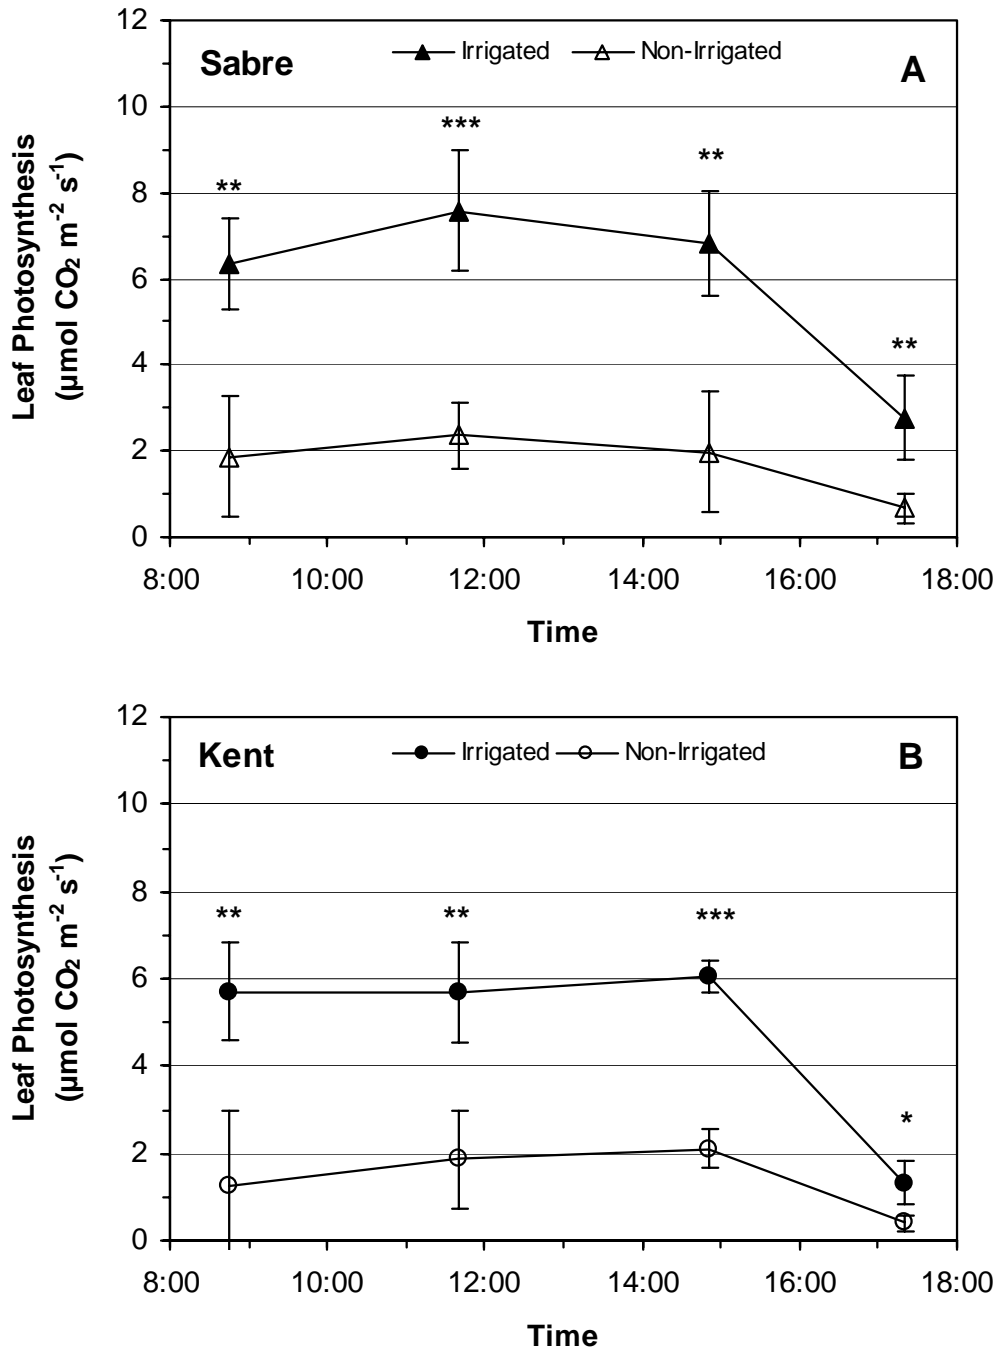 12
Sabre
Irrigated
Non-Irrigated
A
10
***
**
**
8
Leaf Photosynthesis
(µmol CO₂ m⁻² s⁻¹)
6
4
**
2
0
8:00 10:00 12:00 14:00 16:00 18:00
Time
12
Kent
Irrigated
Non-Irrigated
B
10
8
**
**
***
Leaf Photosynthesis
(µmol CO₂ m⁻² s⁻¹)
6
4
*
2
0
8:00 10:00 12:00 14:00 16:00 18:00
Time